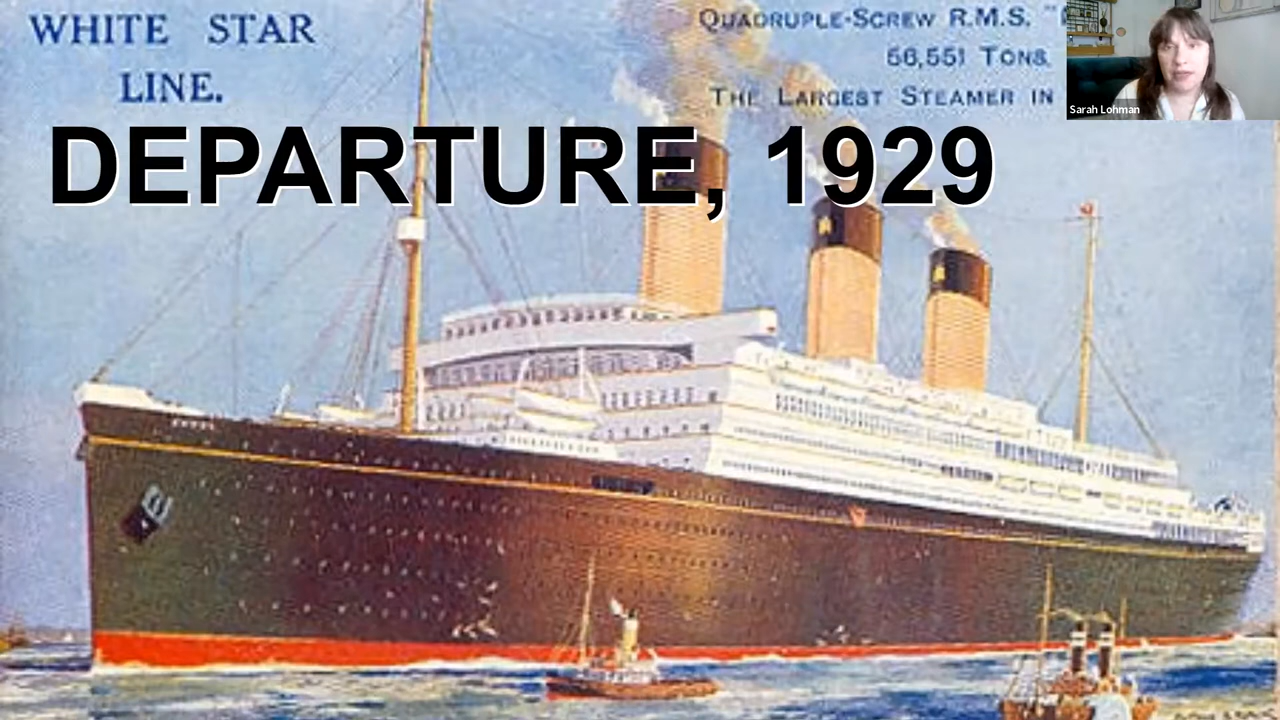 WHITE STAR
LINE.
QUADRUPLE-SCREW R.M.S. "
56,551 TONS.
THE LARGEST STEAMER IN
DEPARTURE, 1929
Sarah Lohman